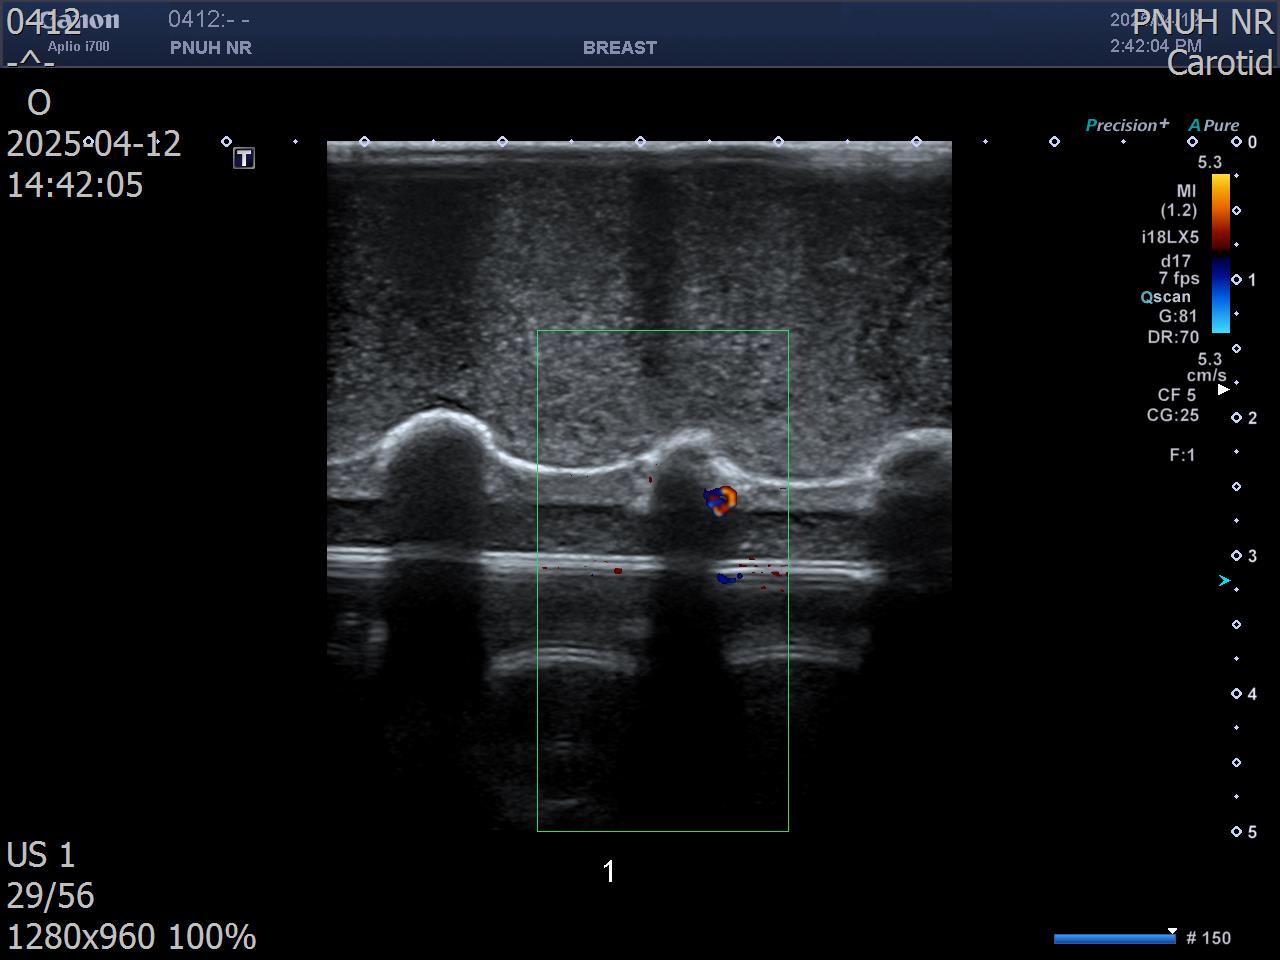 0412
Canon
0412:- -
PNUH NR
Aplio i700
PNUH NR
BREAST
2:42:04 PM
-^-
Carotid
O
2025-04-12
14:42:05
T
Precision+ A Pure
0
5.3
MI
(1.2)
i18LX5
d17
7 fps
1
Qscan
G:81
DR:70
5.3
cm/s
CF 5
CG:25
2
F:1
3
4
5
US 1
1
29/56
1280x960 100%
# 150